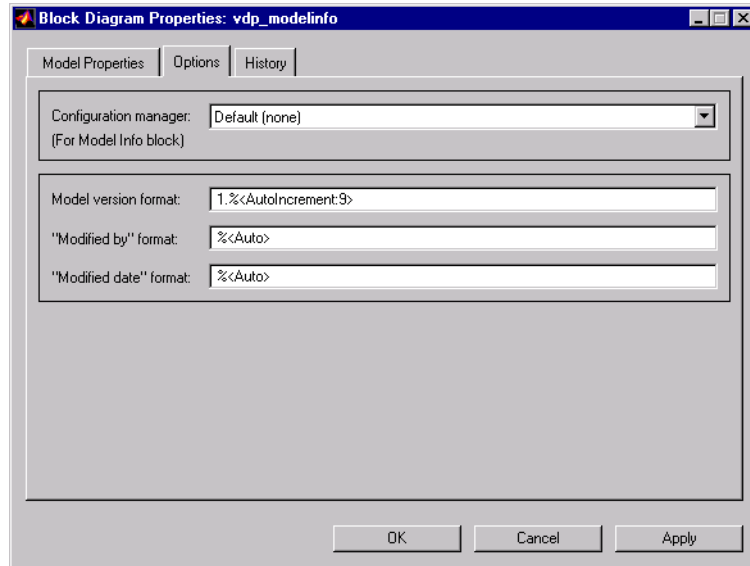 Block Diagram Properties: vdp_modelinfo
Model Properties
Options
History
Configuration manager:
Default (none)
(For Model Info block)
Model version format:
1.%<AutoIncrement:9>
"Modified by" format:
%<Auto>
"Modified date" format:
%<Auto>
OK
Cancel
Apply